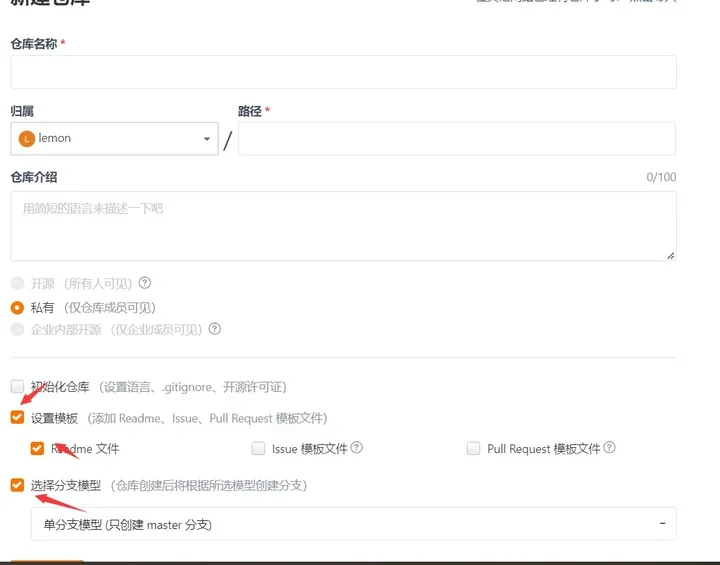 新建仓库
仓库名称 *
归属
路径 *
L lemon
/
仓库介绍
0/100
用简短的语言来描述一下吧
开源 （所有人可见） ?
私有 （仅仓库成员可见）
企业内部开源 （仅企业成员可见） ?
初始化仓库 （设置语言、.gitignore、开源许可证）
设置模板 （添加 Readme、Issue、Pull Request 模板文件）
Readme 文件
Issue 模板文件 ?
Pull Request 模板文件 ?
选择分支模型 （仓库创建后将根据所选模型创建分支）
单分支模型 (只创建 master 分支)